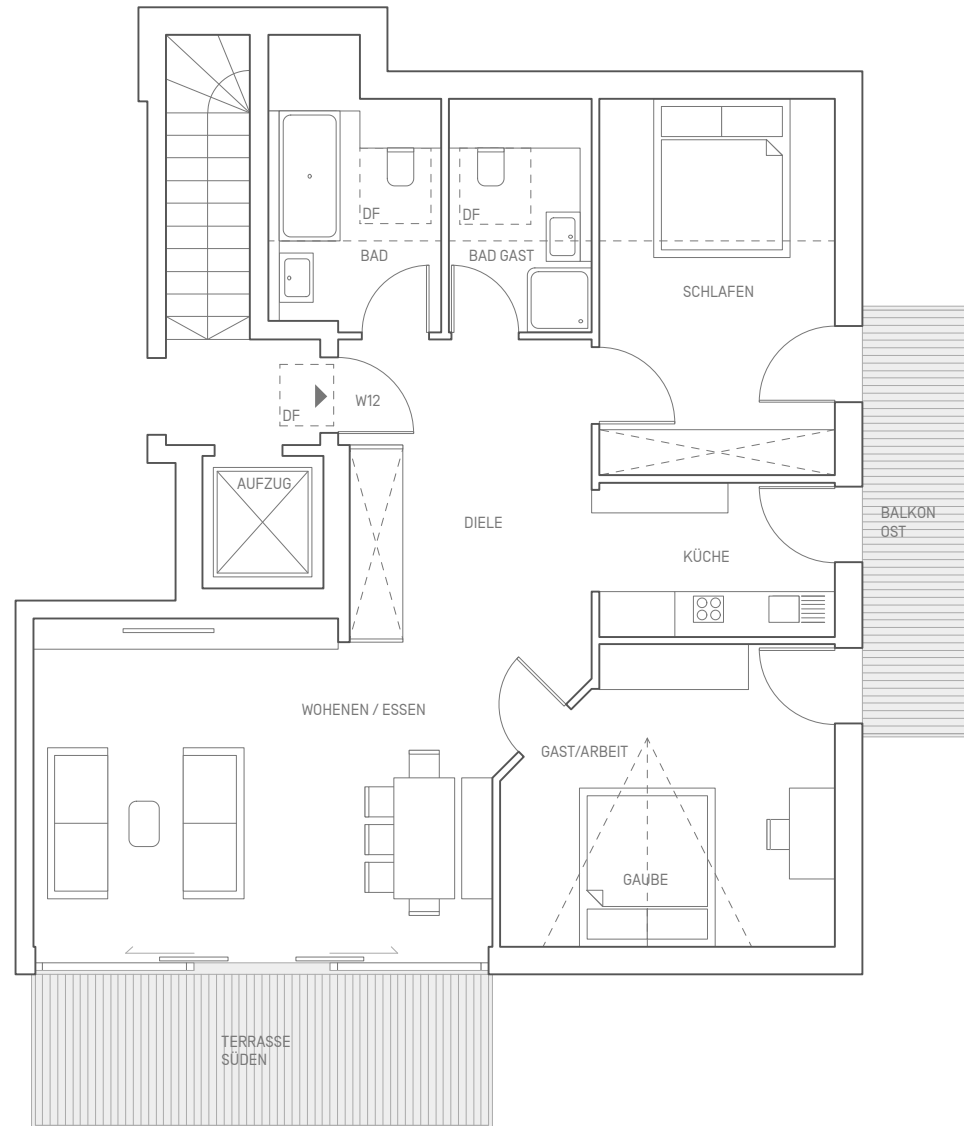 DF
DF
BAD
BAD GAST
SCHLAFEN
W12
DF
AUFZUG
BALKON
OST
DIELE
KÜCHE
WOHENEN / ESSEN
GAST/ARBEIT
GAUBE
TERRASSE
SÜDEN